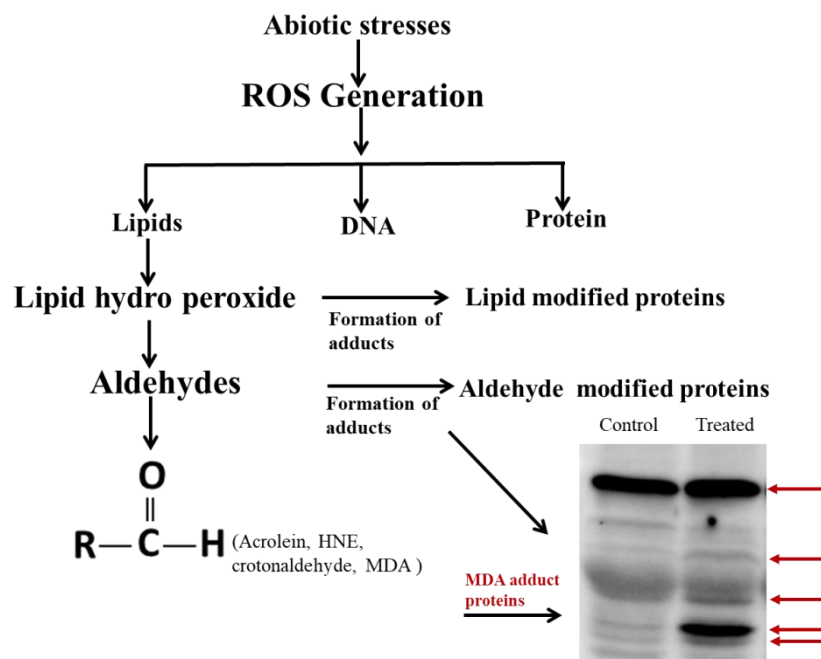 Abiotic stresses
ROS Generation
Lipids
DNA
Protein
Lipid hydro peroxide
Formation of
adducts
Lipid modified proteins
Aldehydes
Formation of
adducts
Aldehyde modified proteins
Control
Treated
O
R—C—H
(Acrolein, HNE,
crotonaldehyde, MDA )
MDA adduct
proteins